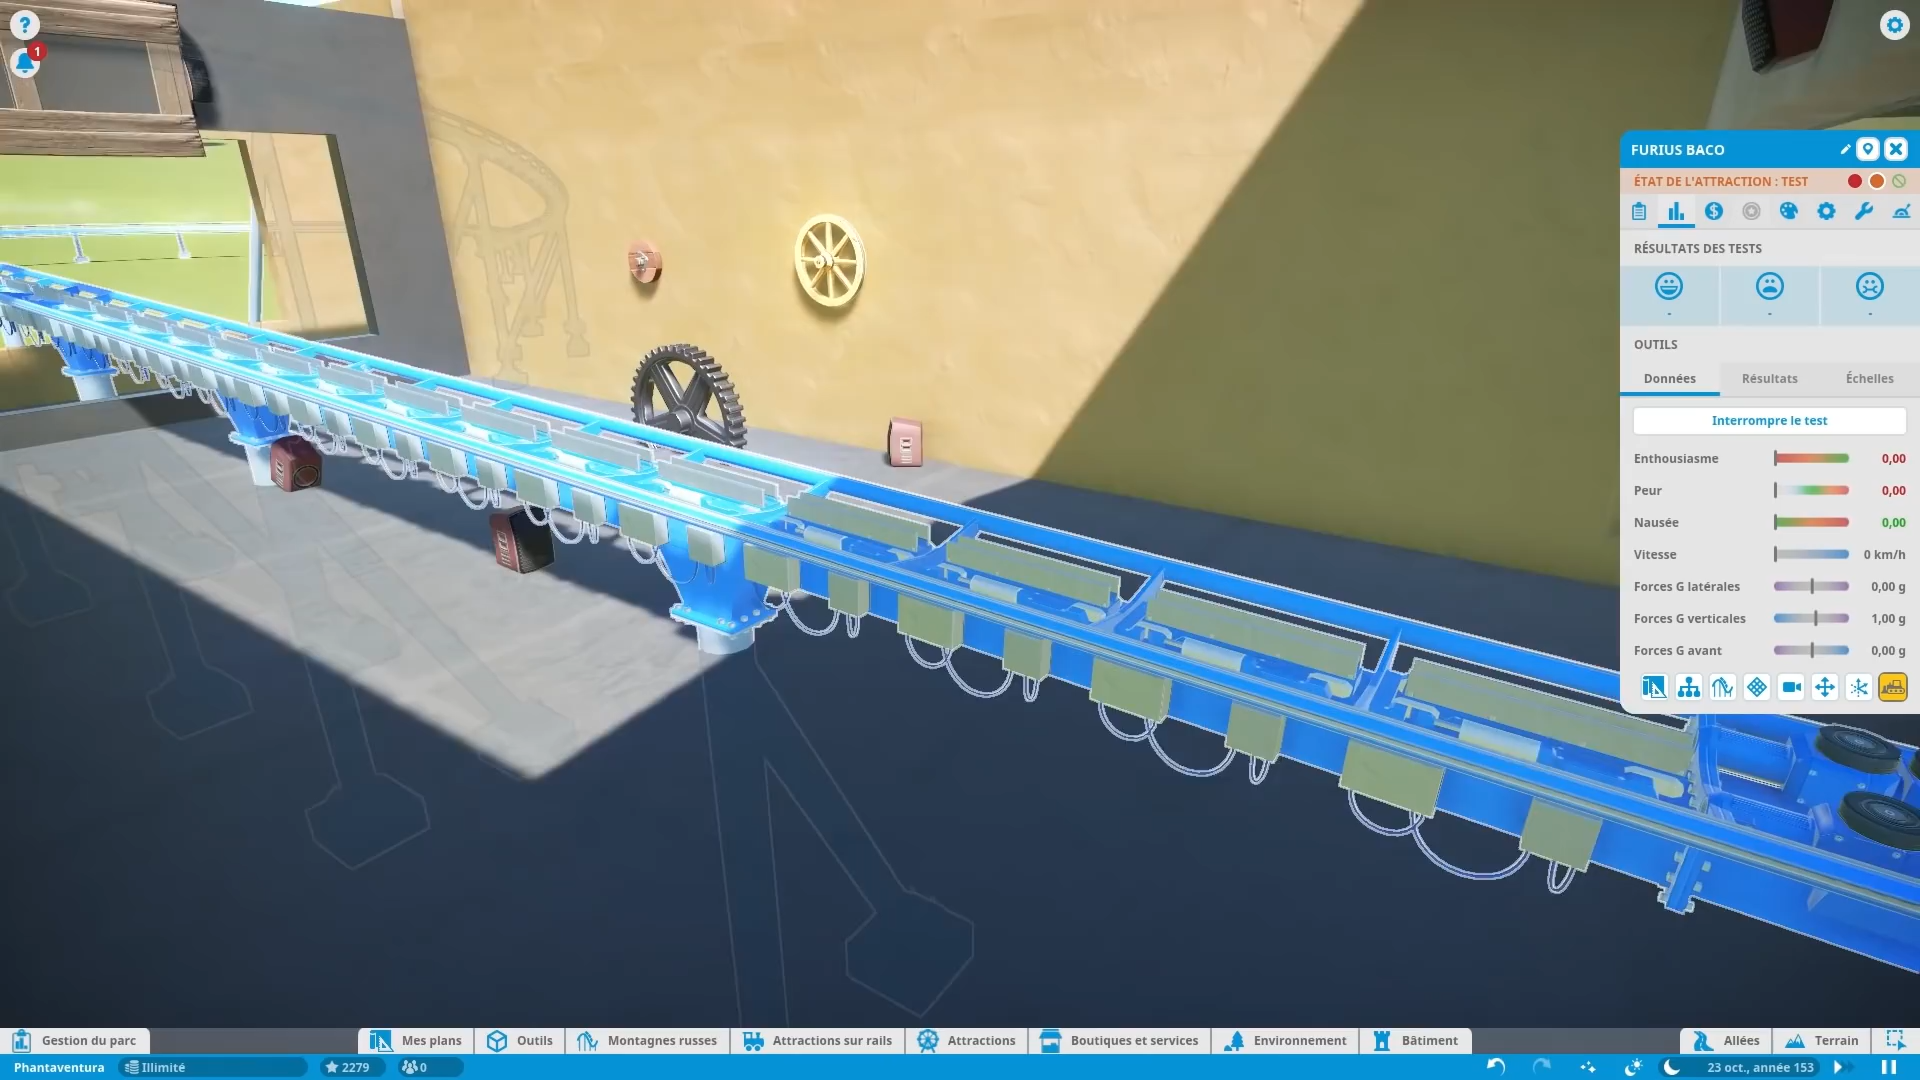 ?
1
FURIUS BACO
ÉTAT DE L'ATTRACTION : TEST
RÉSULTATS DES TESTS
- - -
OUTILS
Données Résultats Échelles
Interrompre le test
Enthousiasme 0,00
Peur 0,00
Nausée 0,00
Vitesse 0 km/h
Forces G latérales 0,00 g
Forces G verticales 1,00 g
Forces G avant 0,00 g
Gestion du parc Mes plans Outils Montagnes russes Attractions sur rails Attractions Boutiques et services Environnement Bâtiment Allées Terrain
Phantaventura Illimité 2279 0 23 oct., année 153